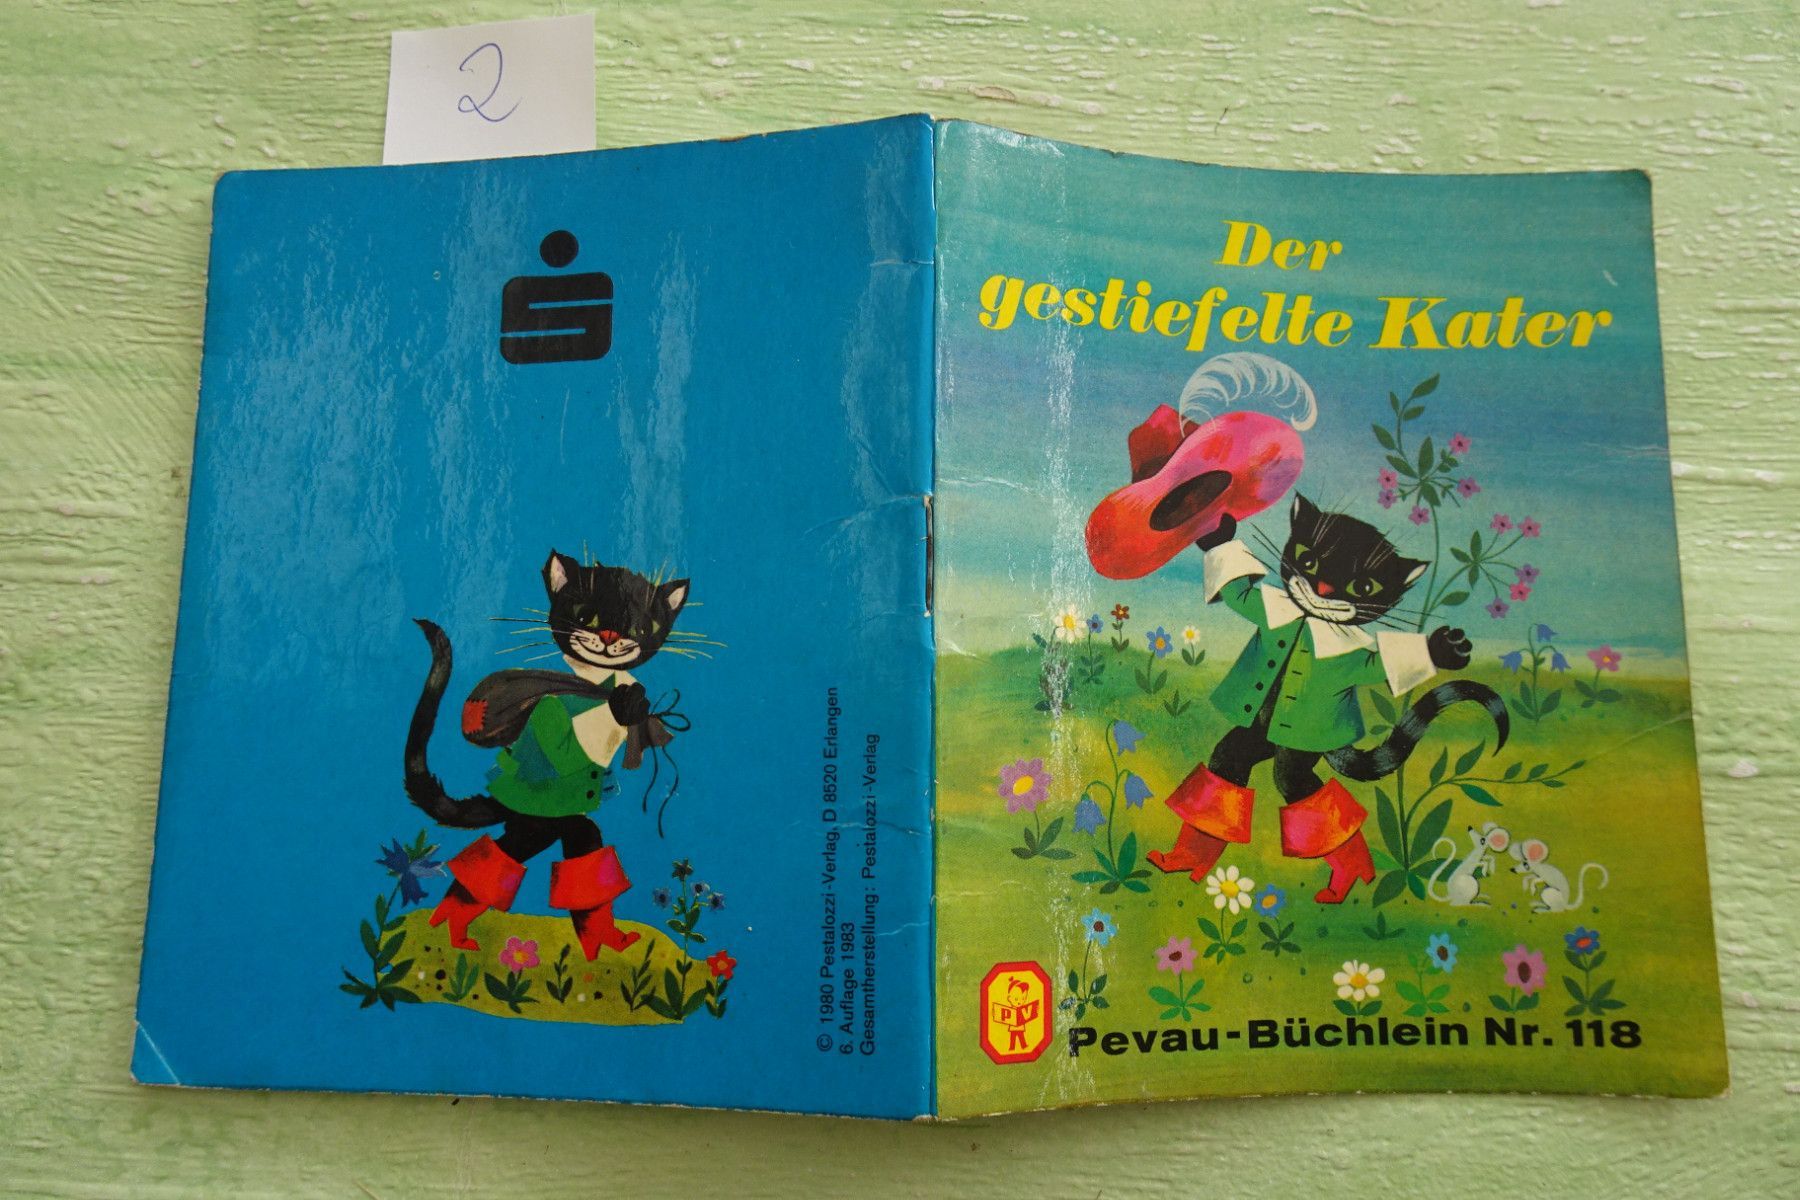 2
© 1980 Pestalozzi-Verlag, D 8520 Erlangen
6. Auflage 1983
Gesamtherstellung: Pestalozzi-Verlag
Der
gestiefelte Kater
PV
Pevau-Büchlein Nr. 118